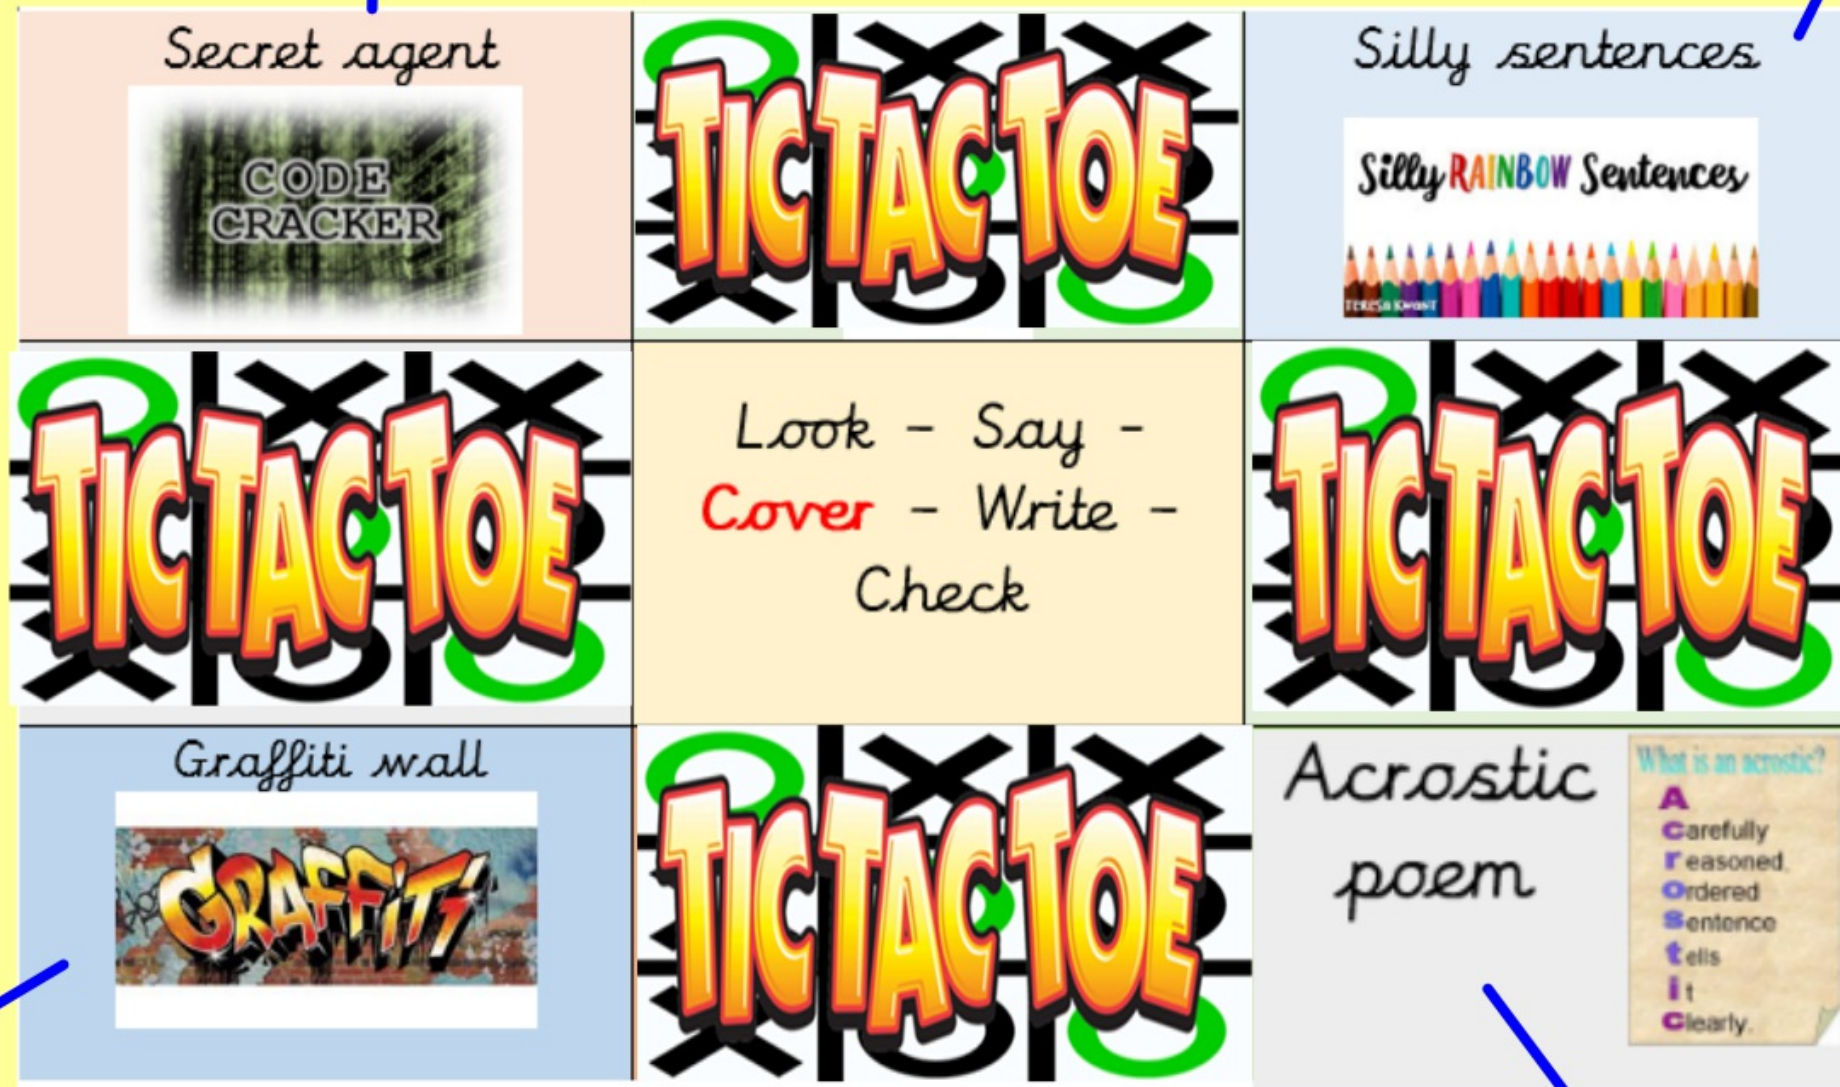 Secret agent
CODE
CRACKER
TIC TAC TOE
Silly sentences
Silly RAINBOW Sentences
TERESA KWANT
TIC TAC TOE
Look - Say -
Cover - Write -
Check
TIC TAC TOE
Graffiti wall
GRAFFITI
TIC TAC TOE
Acrostic
poem
What is an acrostic?
A
Carefully
reasoned,
Ordered
Sentence
tells
it
Clearly.